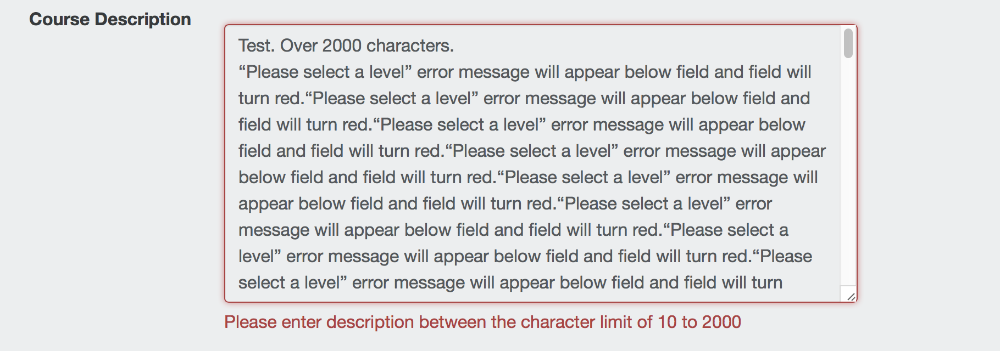 Course Description
Test. Over 2000 characters.
“Please select a level” error message will appear below field and field will
turn red.“Please select a level” error message will appear below field and
field will turn red.“Please select a level” error message will appear below
field and field will turn red.“Please select a level” error message will appear
below field and field will turn red.“Please select a level” error message will
appear below field and field will turn red.“Please select a level” error
message will appear below field and field will turn red.“Please select a
level” error message will appear below field and field will turn red.“Please
select a level” error message will appear below field and field will turn
Please enter description between the character limit of 10 to 2000